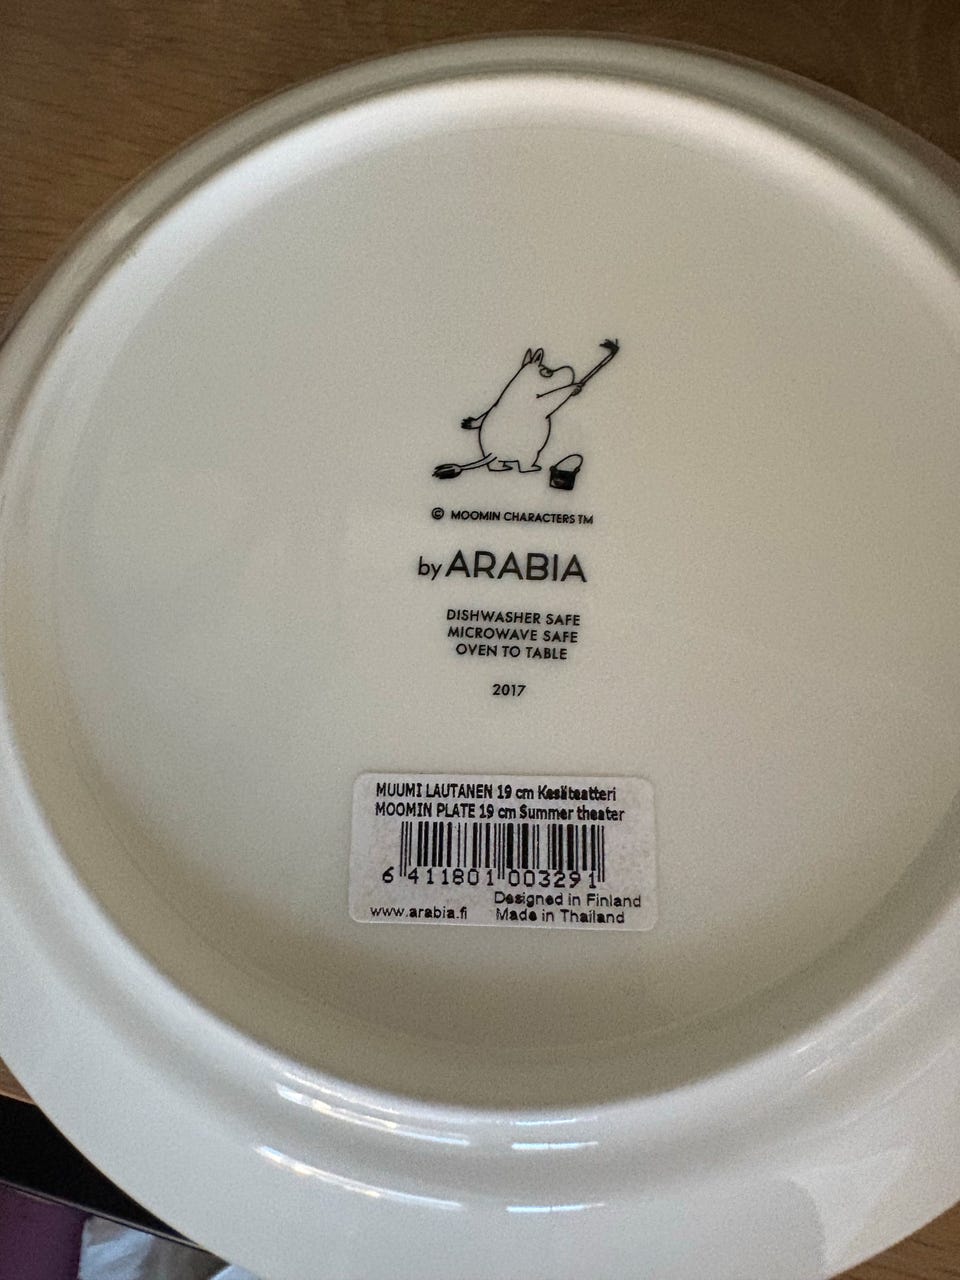 © MOOMIN CHARACTERS TM
by ARABIA
DISHWASHER SAFE
MICROWAVE SAFE
OVEN TO TABLE
2017
MUUMI LAUTANEN 19 cm Kesäteatteri
MOOMIN PLATE 19 cm Summer theater
6 411801 003291
Designed in Finland
www.arabia.fi Made in Thailand